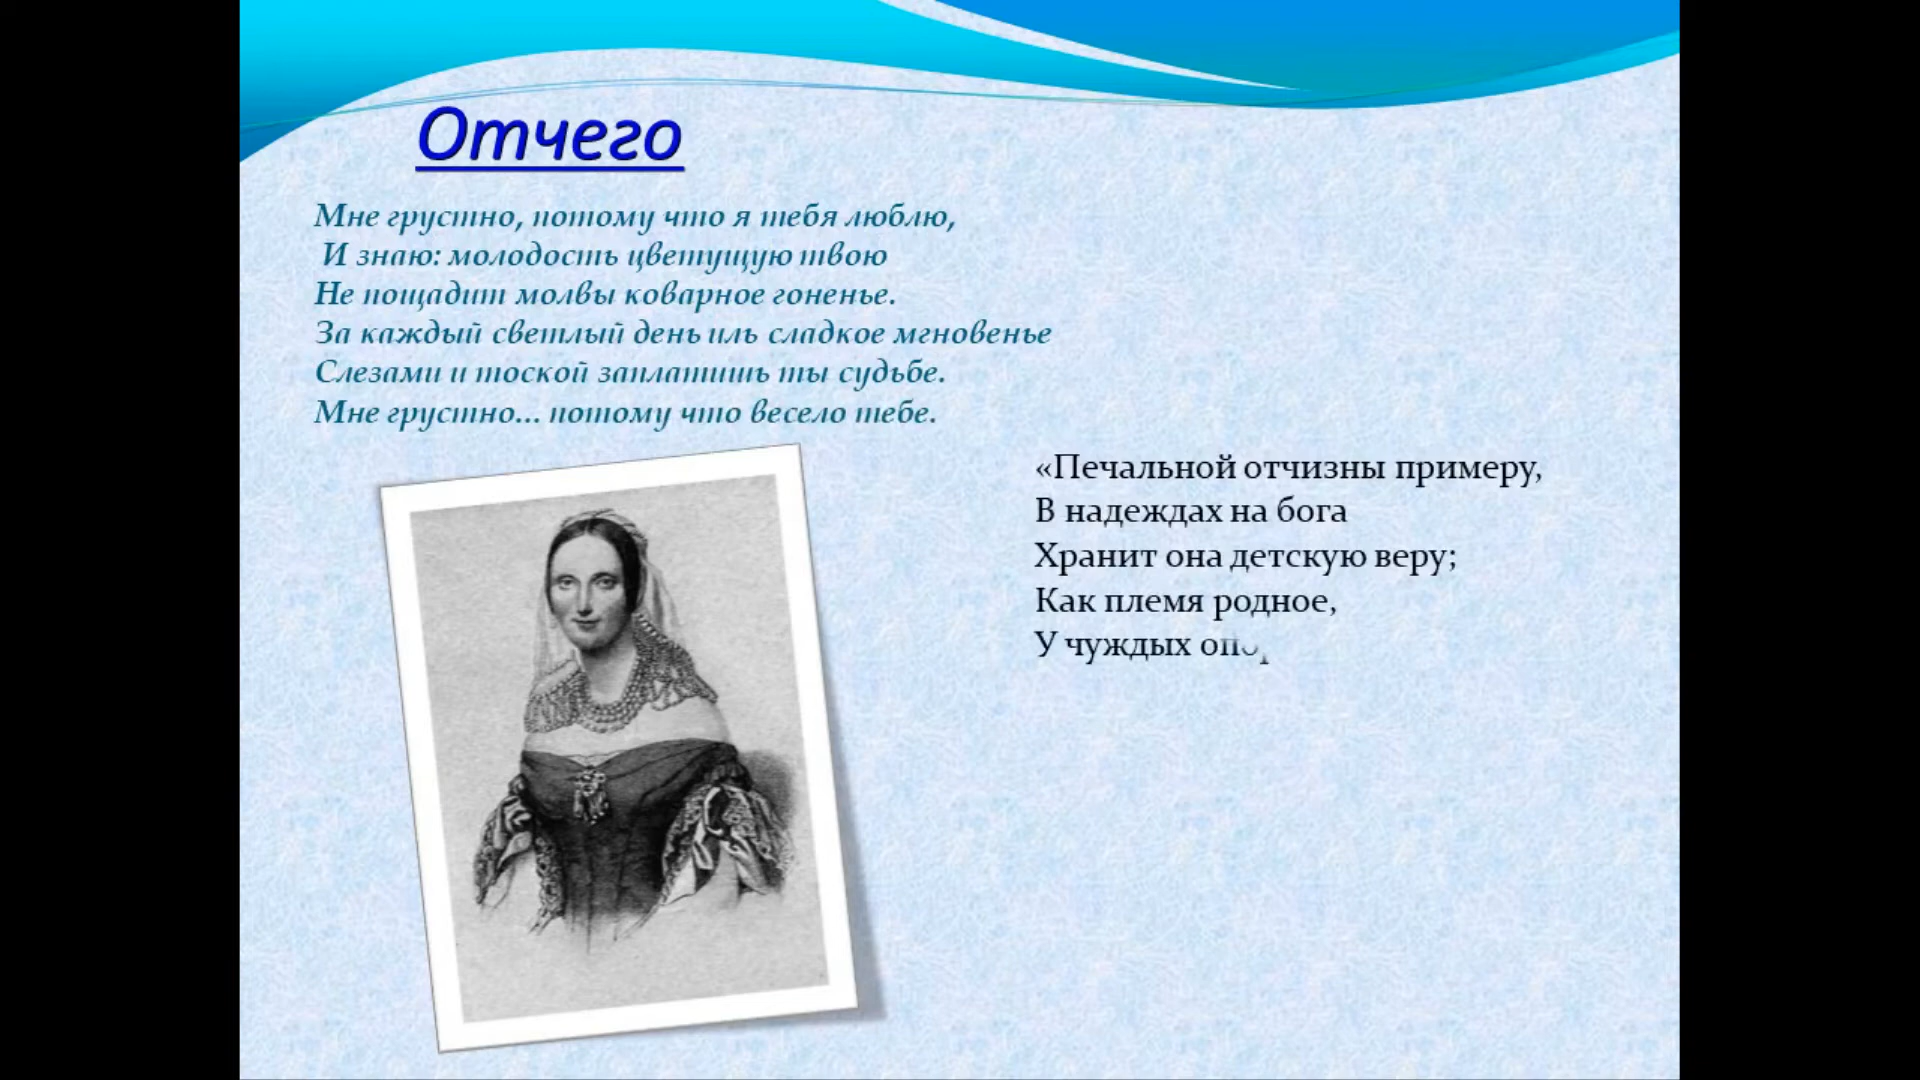 Отчего
Мне грустно, потому что я тебя люблю,
И знаю: молодость цветущую твою
Не пощадит молвы коварное гоненье.
За каждый светлый день иль сладкое мгновенье
Слезами и тоской заплатишь ты судьбе.
Мне грустно... потому что весело тебе.
«Печальной отчизны примеру,
В надеждах на бога
Хранит она детскую веру;
Как племя родное,
У чуждых